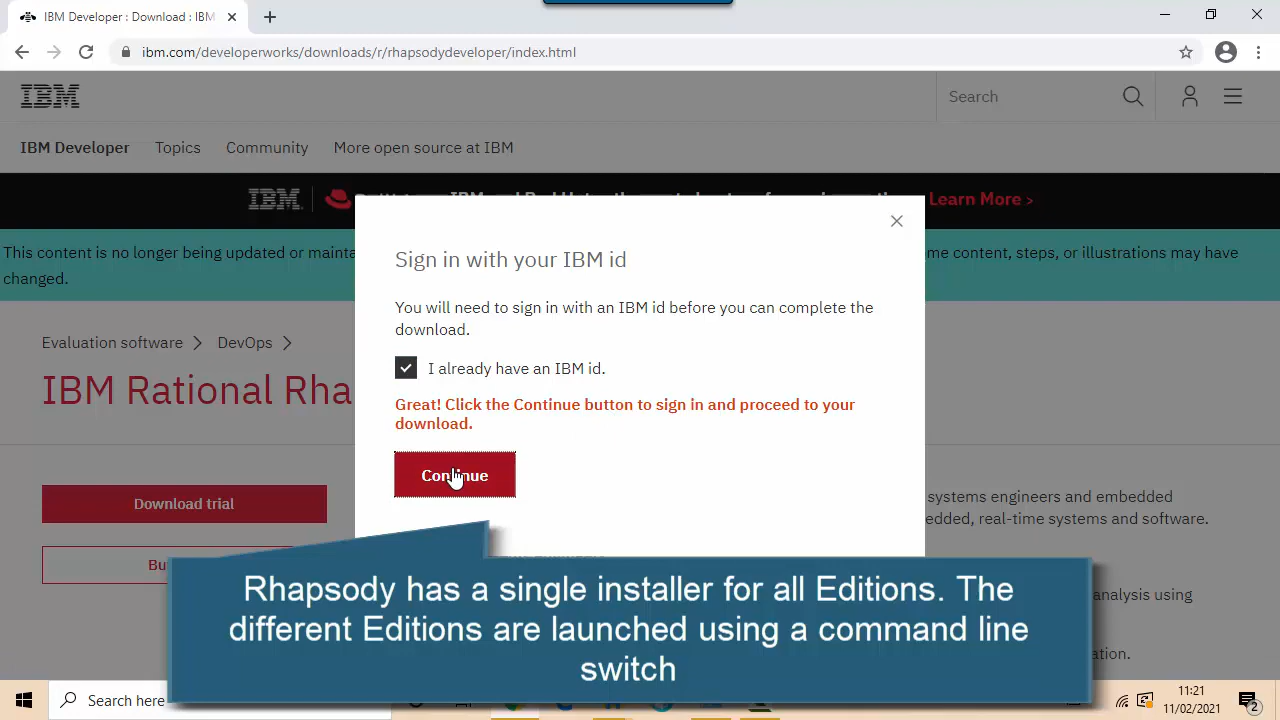 IBM Developer : Download : IBM
ibm.com/developerworks/downloads/r/rhapsodydeveloper/index.html
IBM
Search
IBM Developer
Topics
Community
More open source at IBM
IBM
Learn More >
This content is no longer being updated or
me content, steps, or illustrations may have
changed.
Sign in with your IBM id
You will need to sign in with an IBM id before you can complete the
download.
I already have an IBM id.
Great! Click the Continue button to sign in and proceed to your
download.
Continue
Evaluation software
DevOps
IBM Rational Rha
Download trial
Bu
systems engineers and embedded
edded, real-time systems and software.
analysis using
ation.
Rhapsody has a single installer for all Editions. The
different Editions are launched using a command line
switch
Search here
11:21
11/02/2021
2